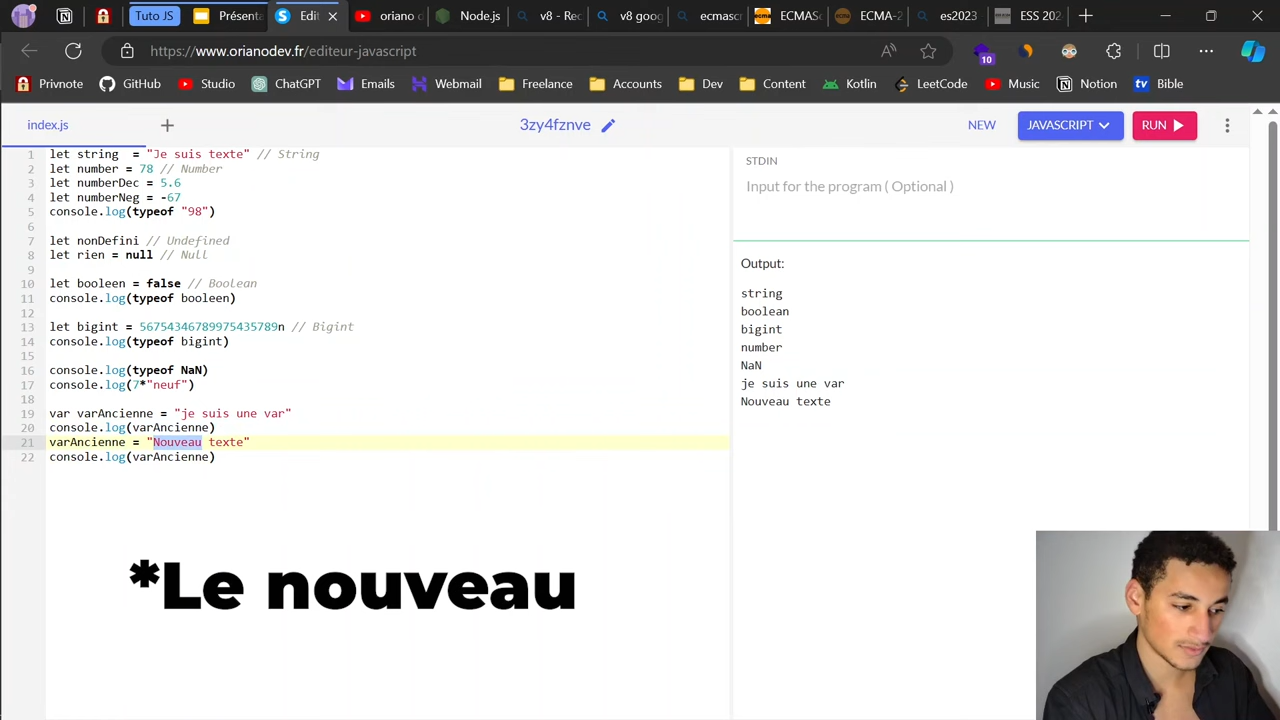 Tuto JS
Présenta
Edit
oriano d
Node.js
v8 - Rec
v8 goog
ecmascr
ECMASc
ECMA-2
es2023
ESS 202
https://www.orianodev.fr/editeur-javascript
10
Privnote
GitHub
Studio
ChatGPT
Emails
Webmail
Freelance
Accounts
Dev
Content
Kotlin
LeetCode
Music
Notion
tv Bible
index.js
3zy4fznve
NEW
JAVASCRIPT
RUN
1 let string  = "Je suis texte" // String
2 let number = 78 // Number
3 let numberDec = 5.6
4 let numberNeg = -67
5 console.log(typeof "98")
6
7 let nonDefini // Undefined
8 let rien = null // Null
9
10 let booleen = false // Boolean
11 console.log(typeof booleen)
12
13 let bigint = 56754346789975435789n // Bigint
14 console.log(typeof bigint)
15
16 console.log(typeof NaN)
17 console.log(7*"neuf")
18
19 var varAncienne = "je suis une var"
20 console.log(varAncienne)
21 varAncienne = "Nouveau texte"
22 console.log(varAncienne)
STDIN
Input for the program ( Optional )
Output:
string
boolean
bigint
number
NaN
je suis une var
Nouveau texte
*Le nouveau